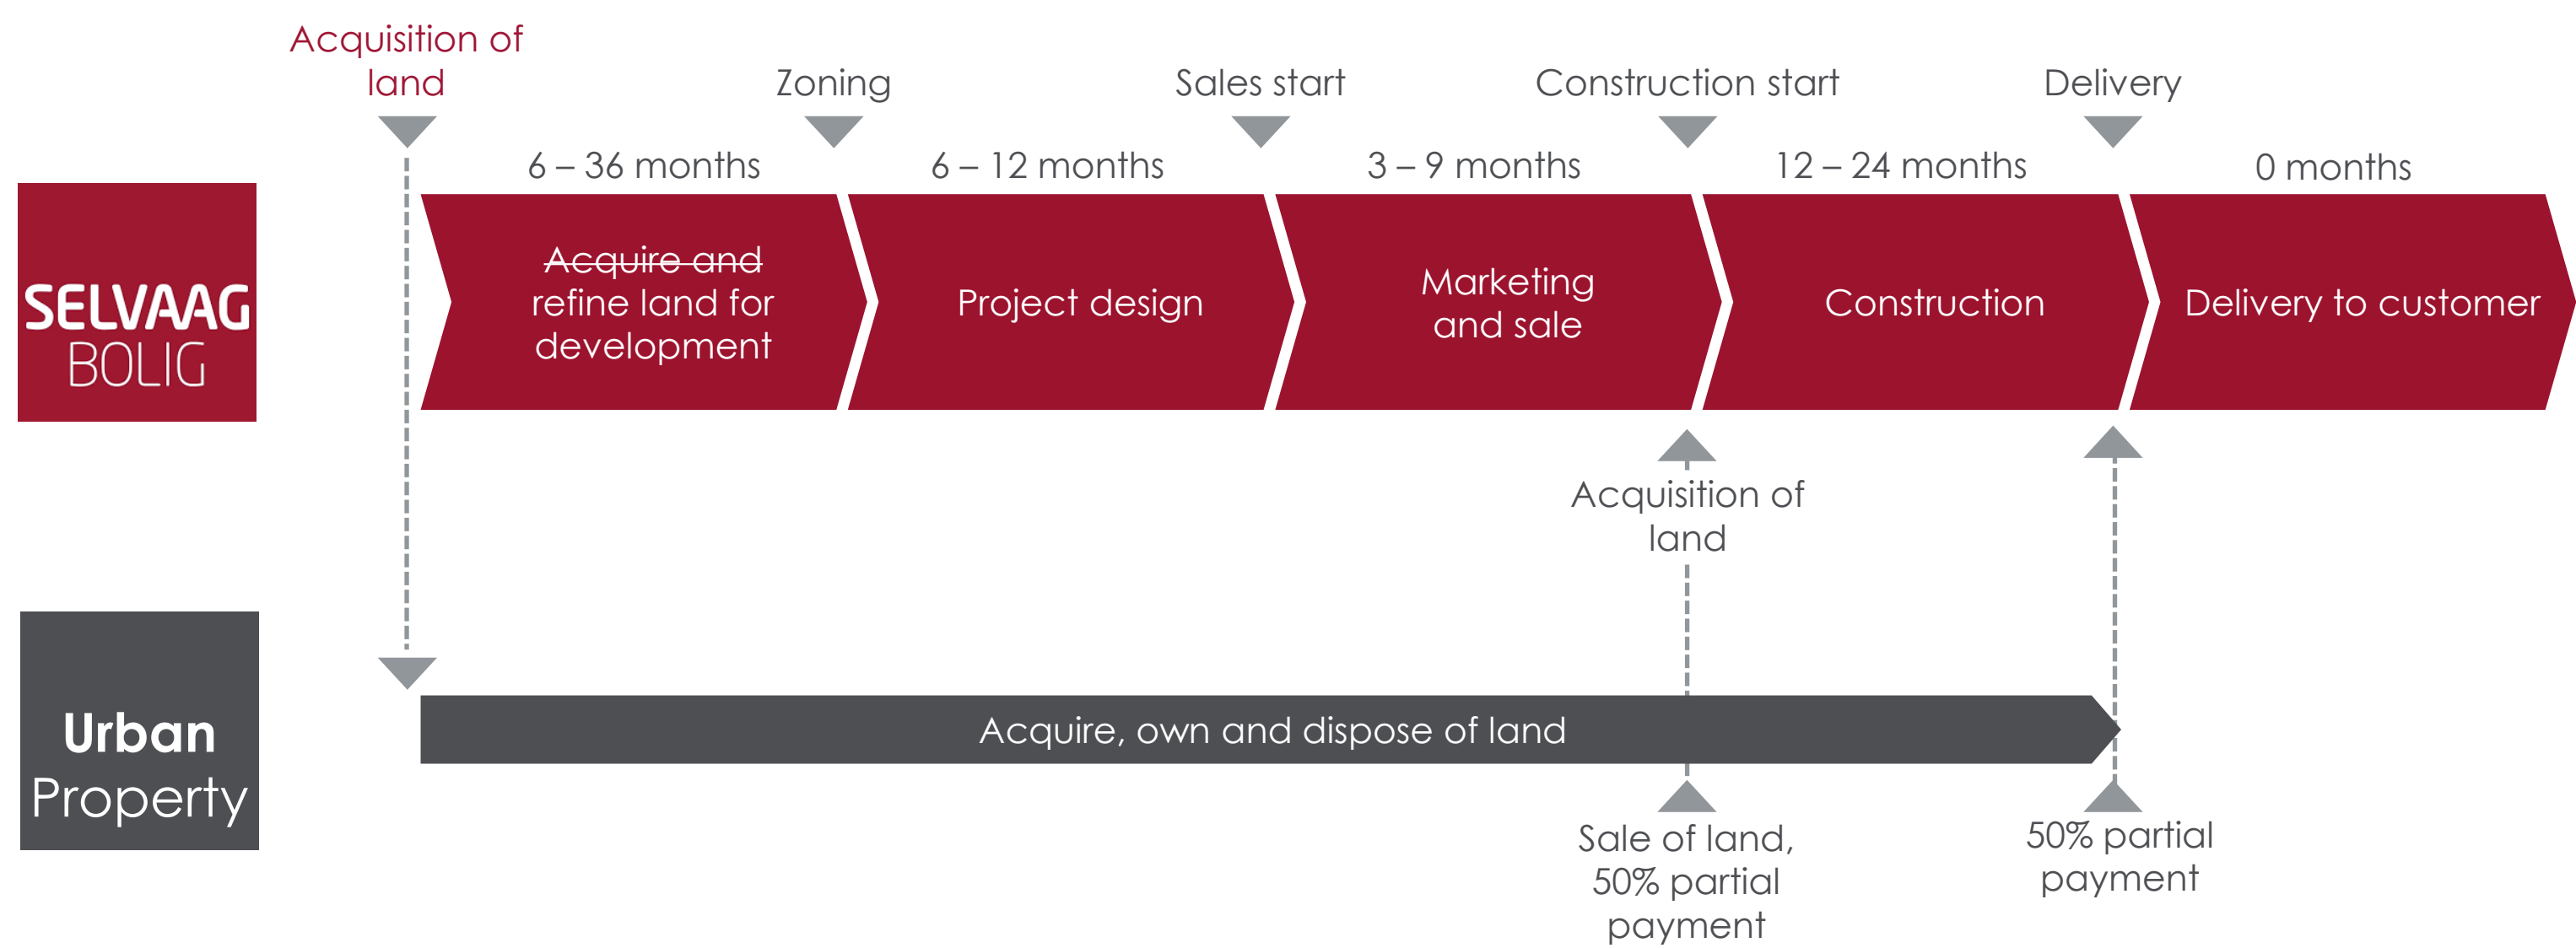 Acquisition of
land
Zoning
Sales start
Construction start
Delivery
6 – 36 months
6 – 12 months
3 – 9 months
12 – 24 months
0 months
SELVAAG
BOLIG
Acquire and
refine land for
development
Project design
Marketing
and sale
Construction
Delivery to customer
Acquisition of
land
Urban
Property
Acquire, own and dispose of land
Sale of land,
50% partial
payment
50% partial
payment